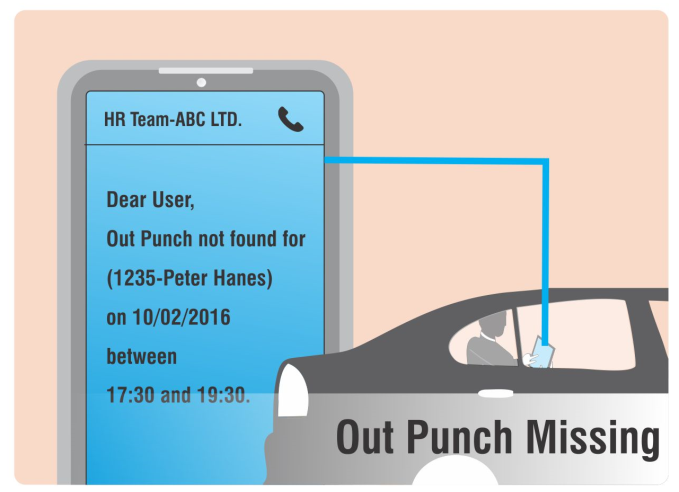 HR Team-ABC LTD.
Dear User,
Out Punch not found for
(1235-Peter Hanes)
on 10/02/2016
between
17:30 and 19:30.
Out Punch Missing